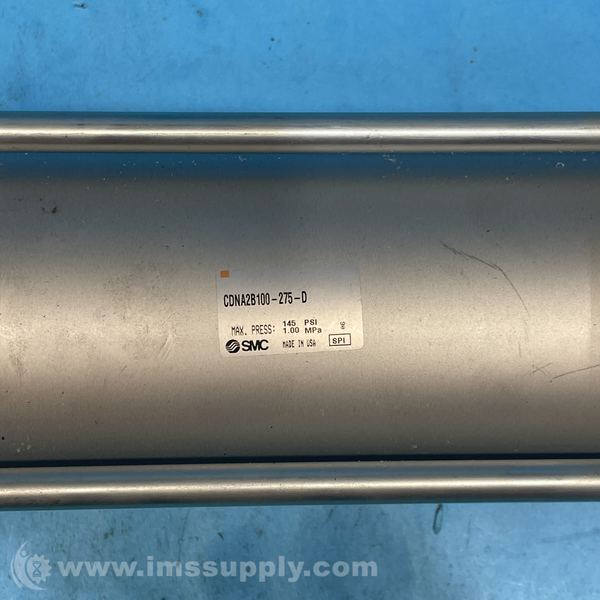 CDNA2B100-275-D
MAX. PRESS: 145 PSI
1.00 MPa
SMC MADE IN USA SPI
www.imssupply.com